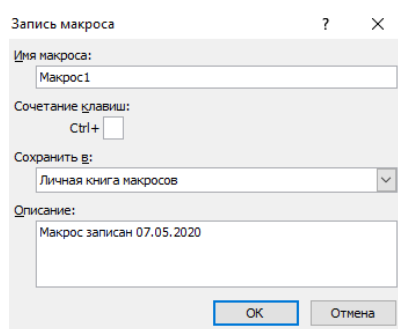 Запись макроса ? ×
Имя макроса:
Макрос1
Сочетание клавиш:
Ctrl+
Сохранить в:
Личная книга макросов
Описание:
Макрос записан 07.05.2020
ОК Отмена